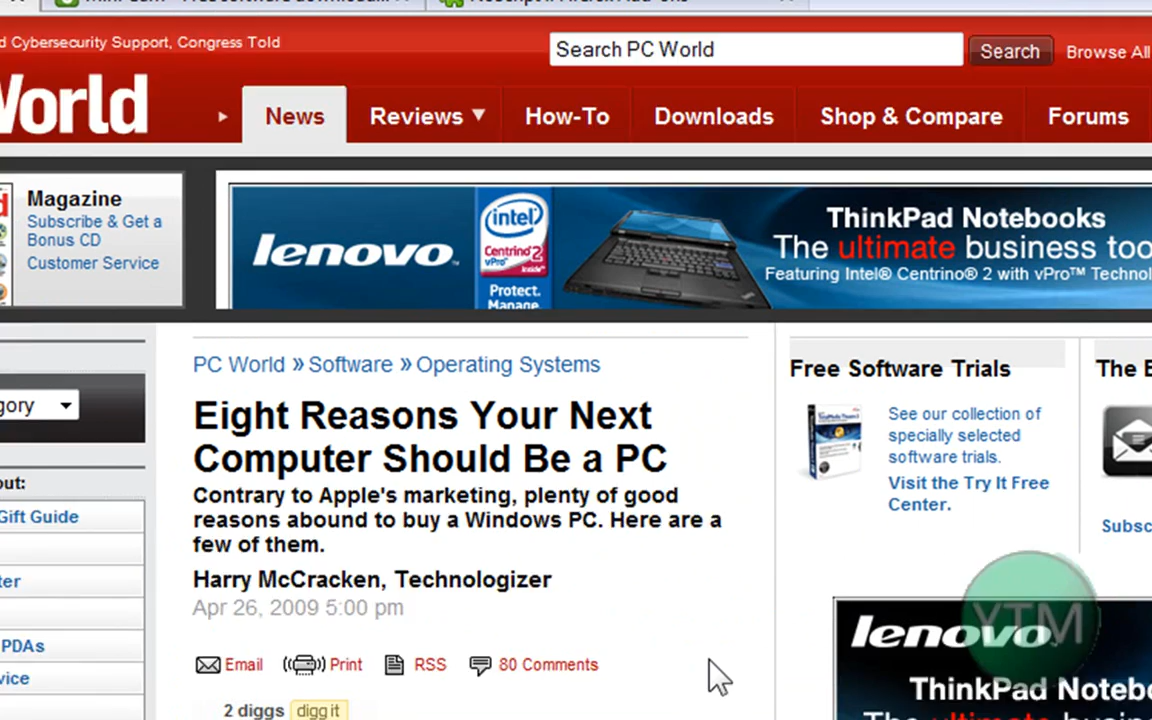 d Cybersecurity Support, Congress Told
Search PC World
Search
Browse All
World
News
Reviews
How-To
Downloads
Shop & Compare
Forums
Magazine
Subscribe & Get a
Bonus CD
Customer Service
lenovo
intel
Centrino 2
vPro
Protect.
Manage.
ThinkPad Notebooks
The ultimate business too
Featuring Intel® Centrino® 2 with vPro™ Technol
PC World » Software » Operating Systems
gory
Eight Reasons Your Next
Computer Should Be a PC
Contrary to Apple's marketing, plenty of good
reasons abound to buy a Windows PC. Here are a
few of them.
Harry McCracken, Technologizer
Apr 26, 2009 5:00 pm
Email
Print
RSS
80 Comments
2 diggs
digg it
out:
Gift Guide
ter
PDAs
vice
Free Software Trials
See our collection of
specially selected
software trials.
Visit the Try It Free
Center.
The B
Subsc
lenovo
YTM
ThinkPad Noteb